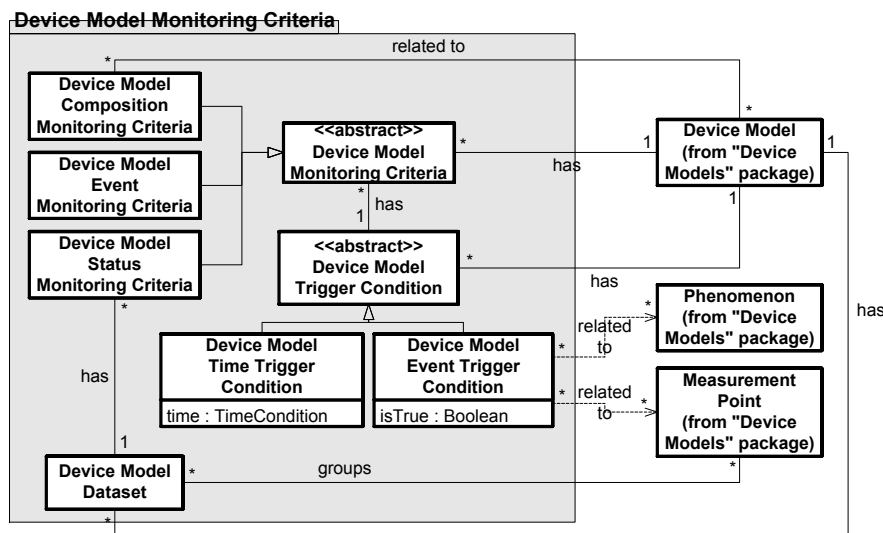 Device Model Monitoring Criteria
related to
*
*
Device Model
Composition
Monitoring Criteria
<<abstract>>
Device Model
Monitoring Criteria
*
1
has
Device Model
(from "Device
Models" package)
1
Device Model
Event
Monitoring Criteria
*
has
1
1
Device Model
Status
Monitoring Criteria
<<abstract>>
Device Model
Trigger Condition
*
has
*
Phenomenon
(from "Device
Models" package)
*
related
to
*
has
Device Model
Time Trigger
Condition
time : TimeCondition
Device Model
Event Trigger
Condition
isTrue : Boolean
*
related
to
*
Measurement
Point
(from "Device
Models" package)
has
1
Device Model
Dataset
*
groups
*
*